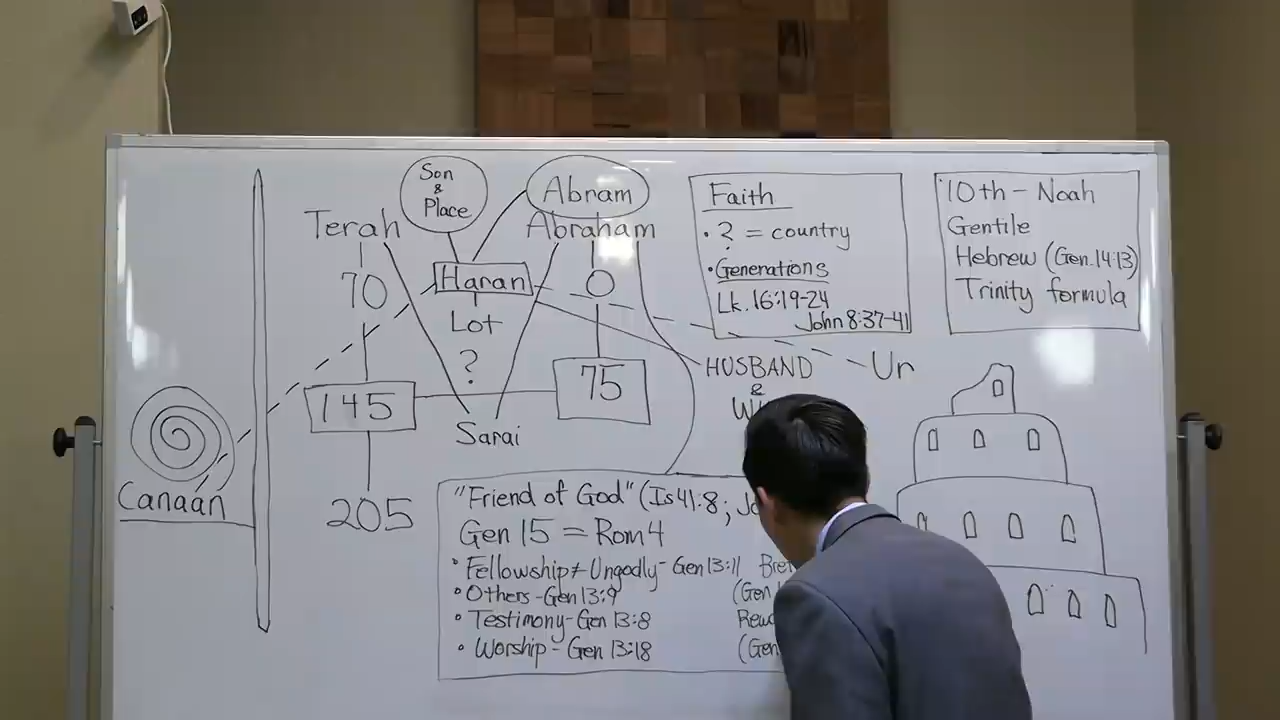 Son
&
Place
Abram
Terah
Abraham
70
Haran
0
Lot
?
145
75
Sarai
Canaan
205
Faith
• ? = country
• Generations
Lk. 16:19-24
John 8:37-41
10th - Noah
Gentile
Hebrew (Gen. 14:13)
Trinity formula
HUSBAND
&
Ur
"Friend of God" (Is 41:8;
Gen 15 = Rom 4
• Fellowship ≠ Ungodly - Gen 13:11
• Others - Gen 13:9 (Gen
• Testimony - Gen 13:8
• Worship - Gen 13:18 (Gen